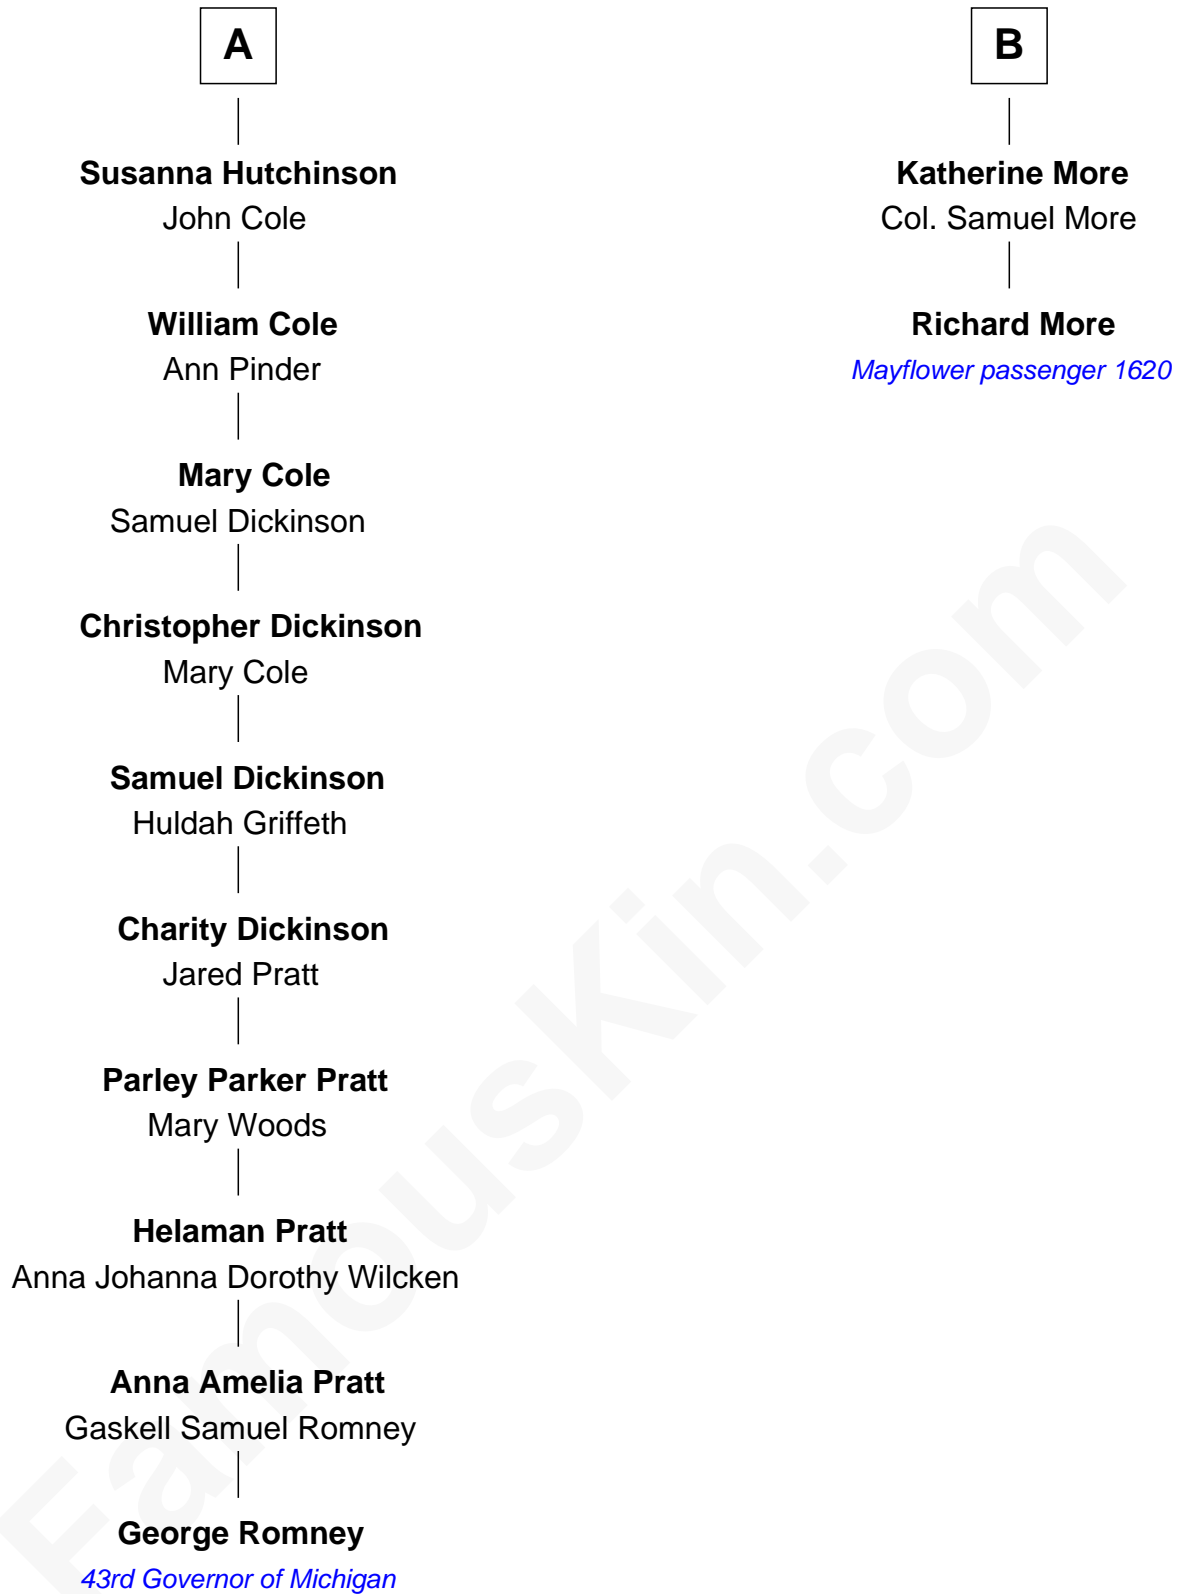 A
Susanna Hutchinson
John Cole
William Cole
Ann Pinder
Mary Cole
Samuel Dickinson
Christopher Dickinson
Mary Cole
Samuel Dickinson
Huldah Griffeth
Charity Dickinson
Jared Pratt
Parley Parker Pratt
Mary Woods
Helaman Pratt
Anna Johanna Dorothy Wilcken
Anna Amelia Pratt
Gaskell Samuel Romney
George Romney
43rd Governor of Michigan
B
Katherine More
Col. Samuel More
Richard More
Mayflower passenger 1620
FamousKin.com